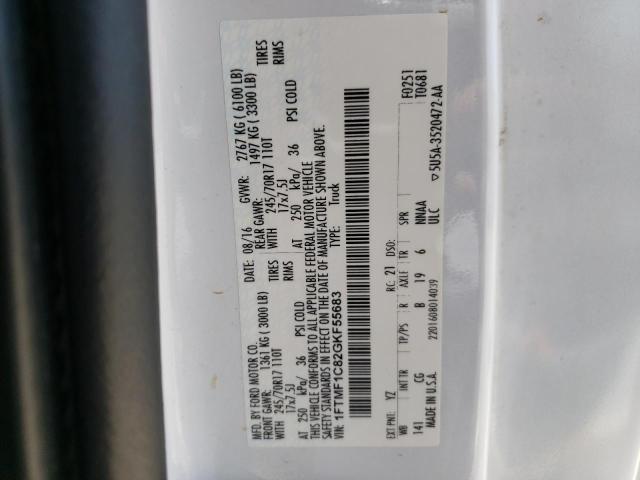 MFD. BY FORD MOTOR CO.
DATE: 08/16 GVWR: 2767 KG ( 6100 LB)
FRONT GAWR: 1361 KG ( 3000 LB) REAR GAWR: 1497 KG ( 3300 LB)
WITH 245/70R17 110T TIRES WITH 245/70R17 110T TIRES
17x7.5J RIMS 17x7.5J RIMS
AT 250 kPa/ 36 PSI COLD AT 250 kPa/ 36 PSI COLD
THIS VEHICLE CONFORMS TO ALL APPLICABLE FEDERAL MOTOR VEHICLE
SAFETY STANDARDS IN EFFECT ON THE DATE OF MANUFACTURE SHOWN ABOVE.
VIN: 1FTMF1C82GKF55683
TYPE: Truck
F0251
T0681
EXT PNT: YZ RC: 21 DSO:
WB INT TR TP/PS R AXLE TR SPR
141 CG B 19 6 NNAA
MADE IN U.S.A. 2201608014039 ULC
5U5A-3520472-AA